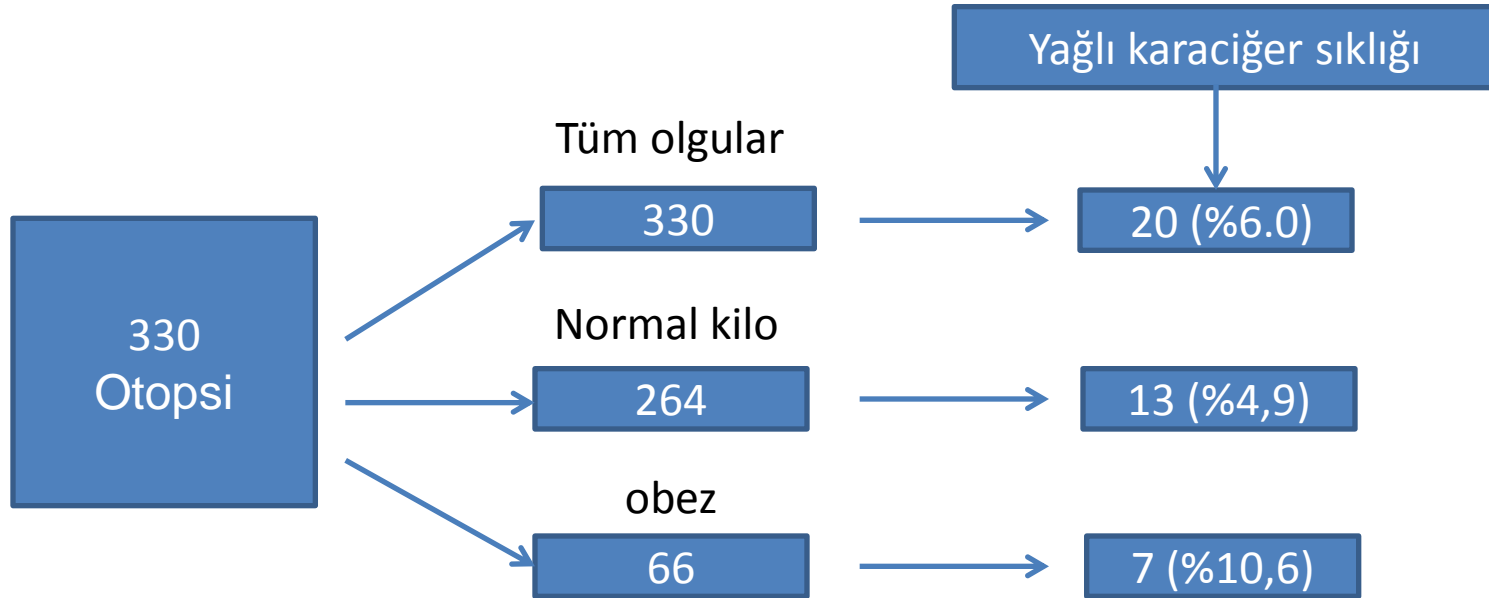 Yağlı karaciğer sıklığı
Tüm olgular
330
20 (%6.0)
330
Otopsi
Normal kilo
264
13 (%4,9)
obez
66
7 (%10,6)